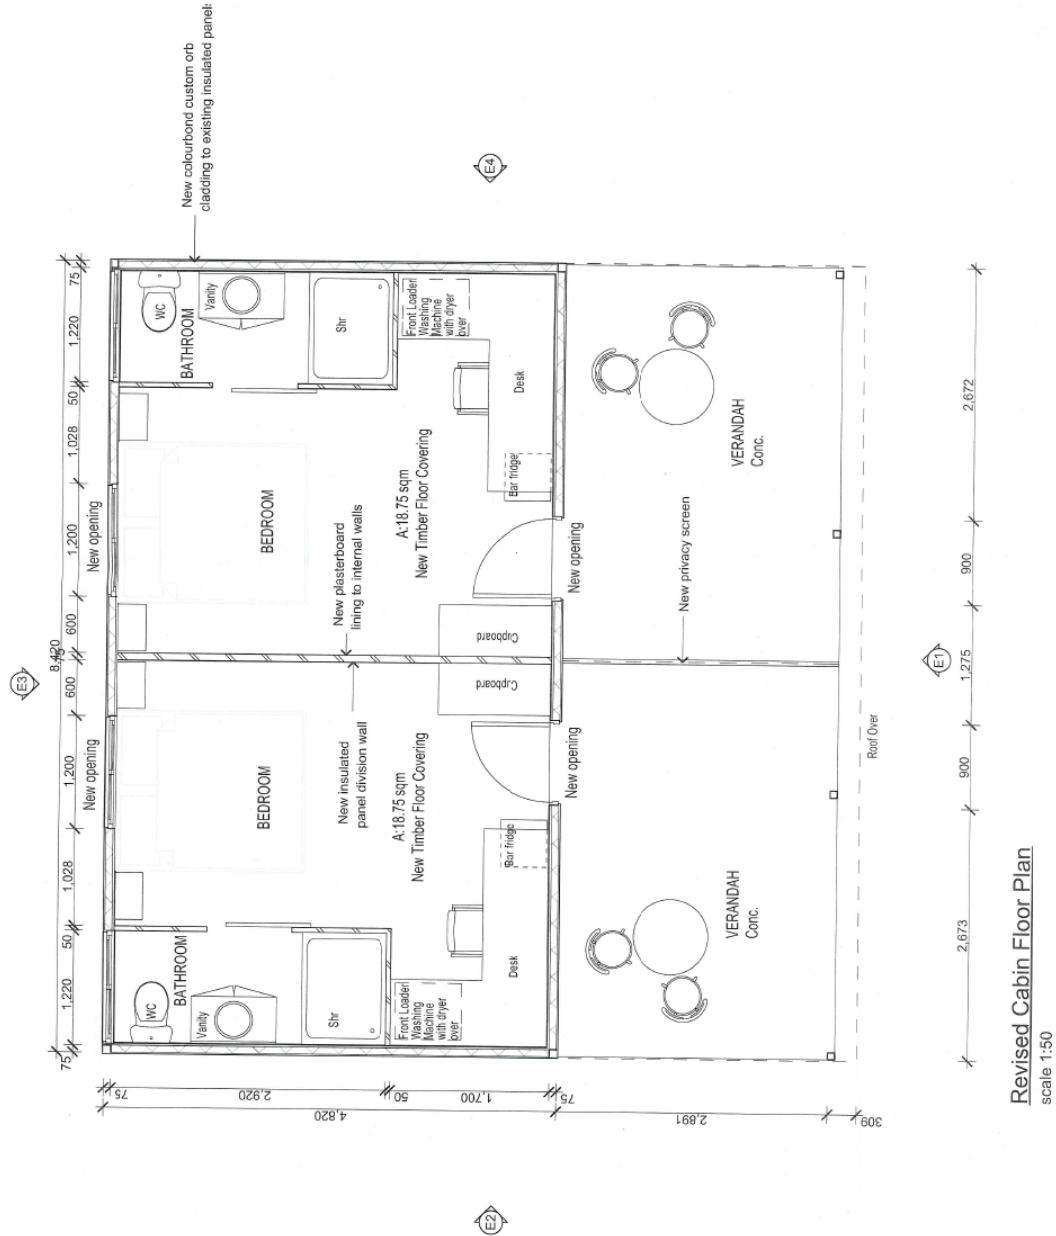 New colourbond custom orb
cladding to existing insulated panels
E4
E3
E1
E2
8,420
75
1,220
50
1,028
1,200
600
75
600
1,200
1,028
50
1,220
75
New opening
New opening
WC
BATHROOM
Vanity
Shr
Front Loader
Washing
Machine
with dryer
over
Desk
Bar fridge
BEDROOM
A:18.75 sqm
New Timber Floor Covering
New plasterboard
lining to internal walls
Cupboard
New opening
VERANDAH
Conc.
New privacy screen
WC
BATHROOM
Vanity
Shr
Front Loader
Washing
Machine
with dryer
over
Desk
Bar fridge
BEDROOM
New insulated
panel division wall
A:18.75 sqm
New Timber Floor Covering
Cupboard
New opening
VERANDAH
Conc.
Roof Over
2,672
900
1,275
900
2,673
75
2,920
50
1,700
75
4,820
2,891
309
Revised Cabin Floor Plan
scale 1:50